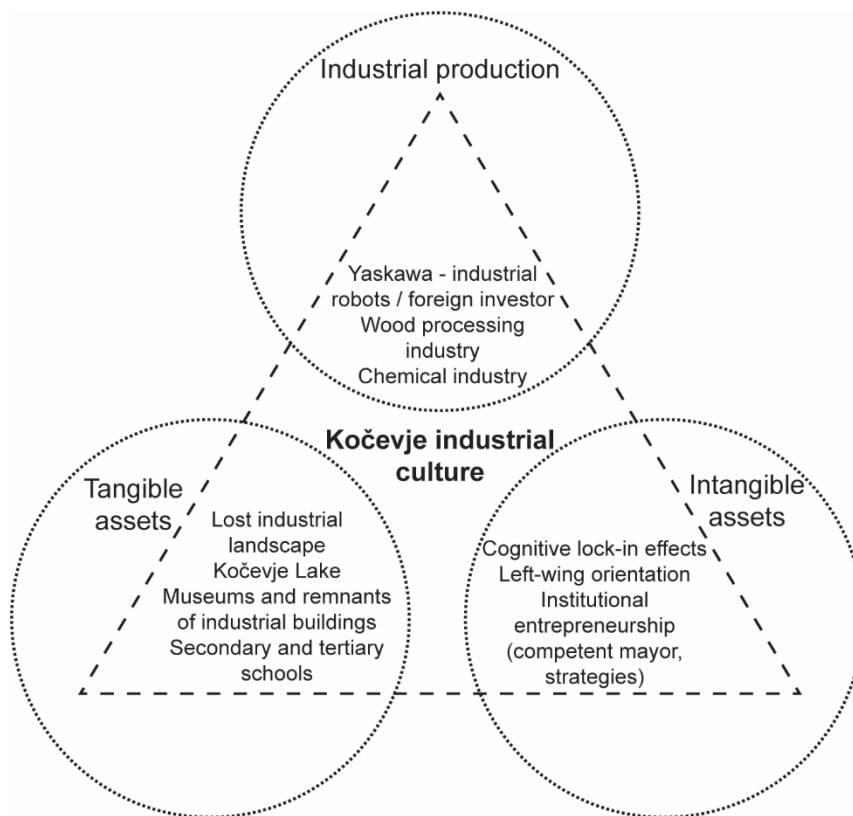 Industrial production
Yaskawa - industrial
robots / foreign investor
Wood processing
industry
Chemical industry
Kočevje industrial
culture
Tangible
assets
Lost industrial
landscape
Kočevje Lake
Museums and remnants
of industrial buildings
Secondary and tertiary
schools
Intangible
assets
Cognitive lock-in effects
Left-wing orientation
Institutional
entrepreneurship
(competent mayor,
strategies)